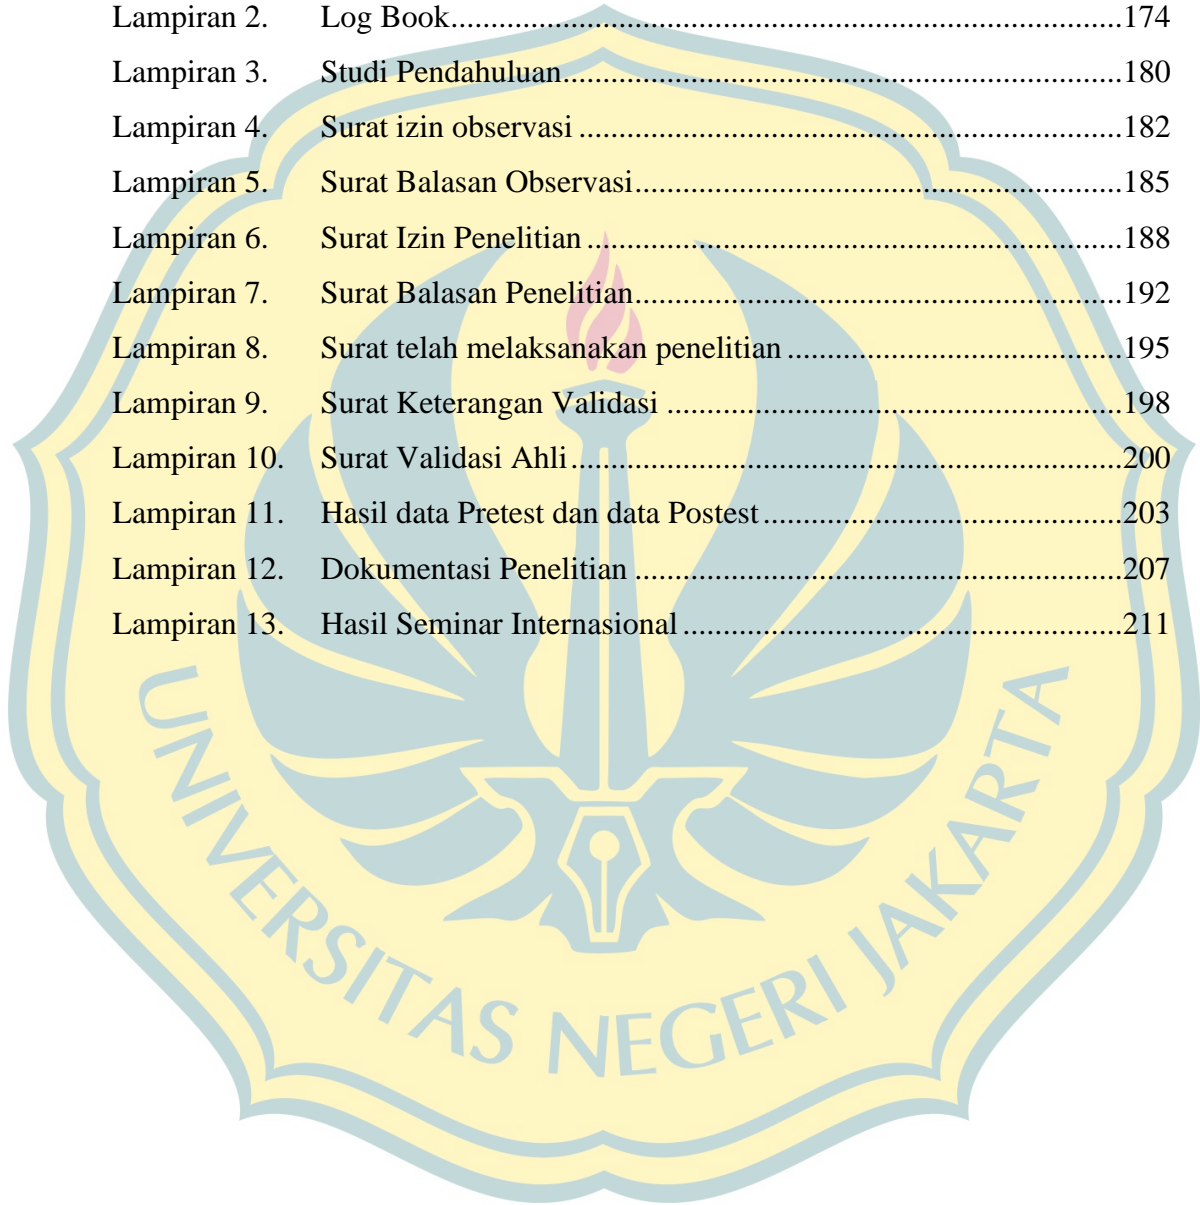 Lampiran 2. Log Book....................................................................................174
Lampiran 3. Studi Pendahuluan......................................................................180
Lampiran 4. Surat izin observasi ....................................................................182
Lampiran 5. Surat Balasan Observasi.............................................................185
Lampiran 6. Surat Izin Penelitian ...................................................................188
Lampiran 7. Surat Balasan Penelitian.............................................................192
Lampiran 8. Surat telah melaksanakan penelitian ..........................................195
Lampiran 9. Surat Keterangan Validasi .........................................................198
Lampiran 10. Surat Validasi Ahli.....................................................................200
Lampiran 11. Hasil data Pretest dan data Postest .............................................203
Lampiran 12. Dokumentasi Penelitian .............................................................207
Lampiran 13. Hasil Seminar Internasional .......................................................211
UNIVERSITAS NEGERI JAKARTA